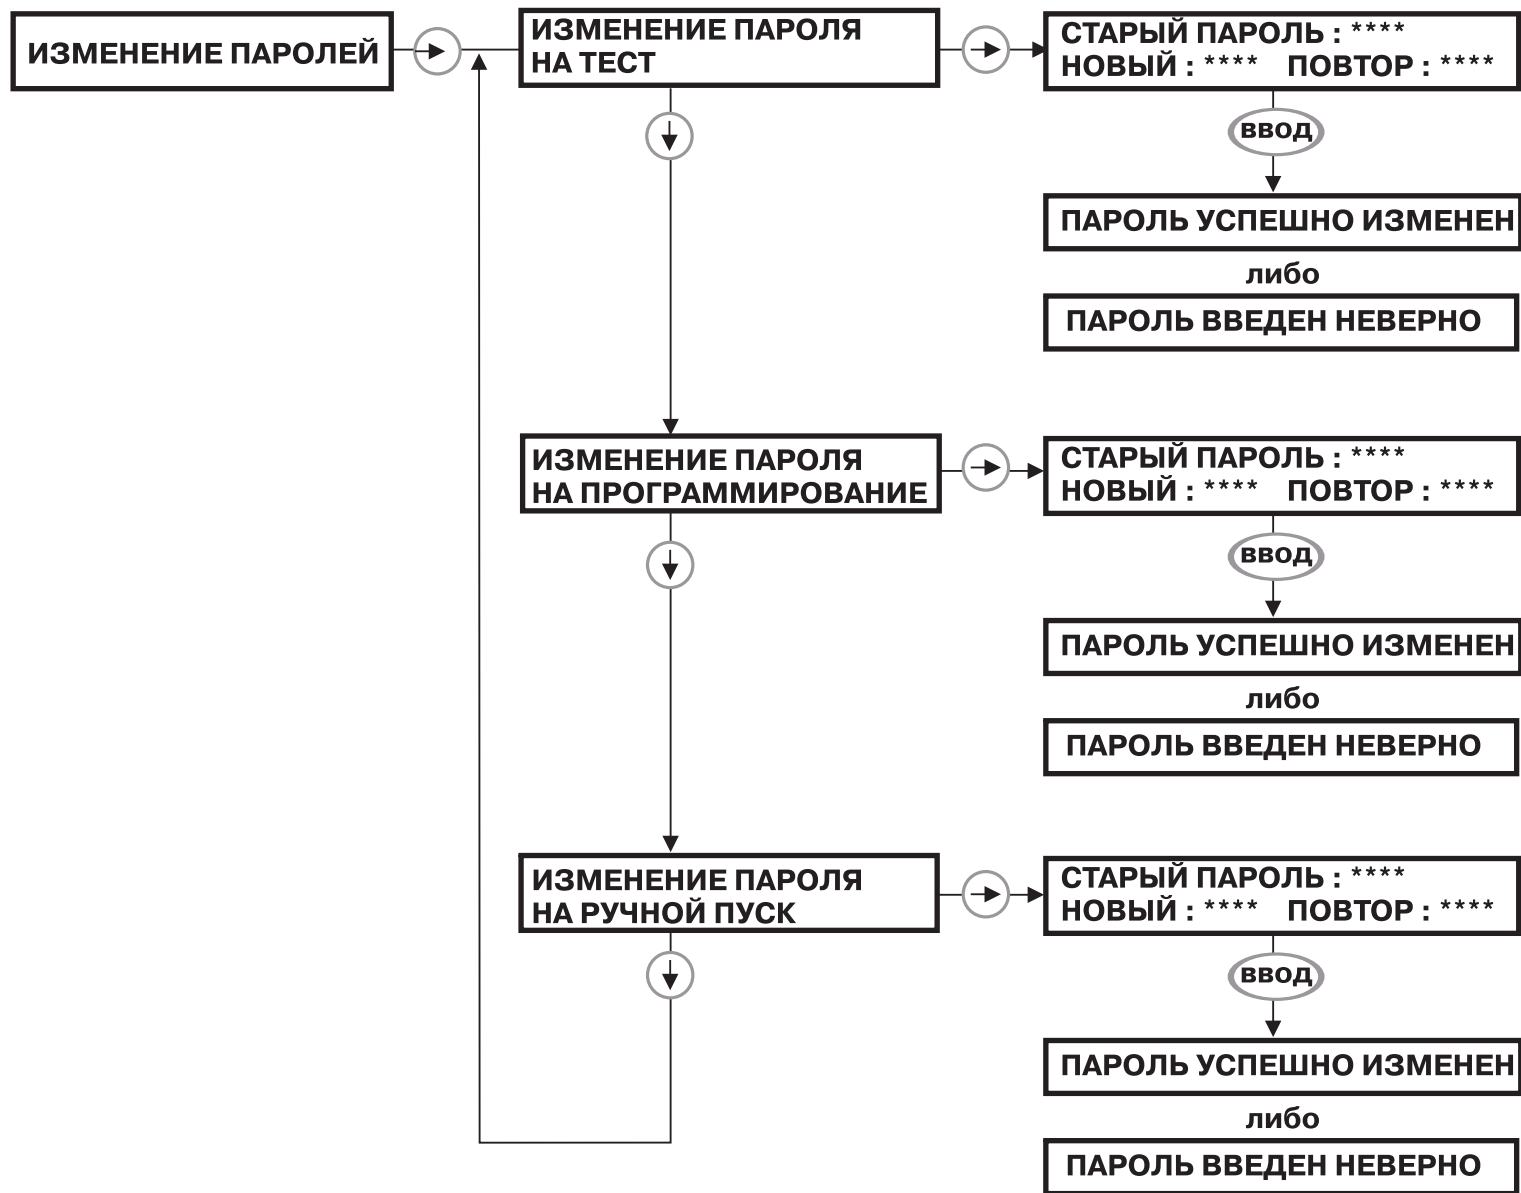 ИЗМЕНЕНИЕ ПАРОЛЕЙ
ИЗМЕНЕНИЕ ПАРОЛЯ
НА ТЕСТ
СТАРЫЙ ПАРОЛЬ : ****
НОВЫЙ : **** ПОВТОР : ****
ввод
ПАРОЛЬ УСПЕШНО ИЗМЕНЕН
либо
ПАРОЛЬ ВВЕДЕН НЕВЕРНО
ИЗМЕНЕНИЕ ПАРОЛЯ
НА ПРОГРАММИРОВАНИЕ
СТАРЫЙ ПАРОЛЬ : ****
НОВЫЙ : **** ПОВТОР : ****
ввод
ПАРОЛЬ УСПЕШНО ИЗМЕНЕН
либо
ПАРОЛЬ ВВЕДЕН НЕВЕРНО
ИЗМЕНЕНИЕ ПАРОЛЯ
НА РУЧНОЙ ПУСК
СТАРЫЙ ПАРОЛЬ : ****
НОВЫЙ : **** ПОВТОР : ****
ввод
ПАРОЛЬ УСПЕШНО ИЗМЕНЕН
либо
ПАРОЛЬ ВВЕДЕН НЕВЕРНО